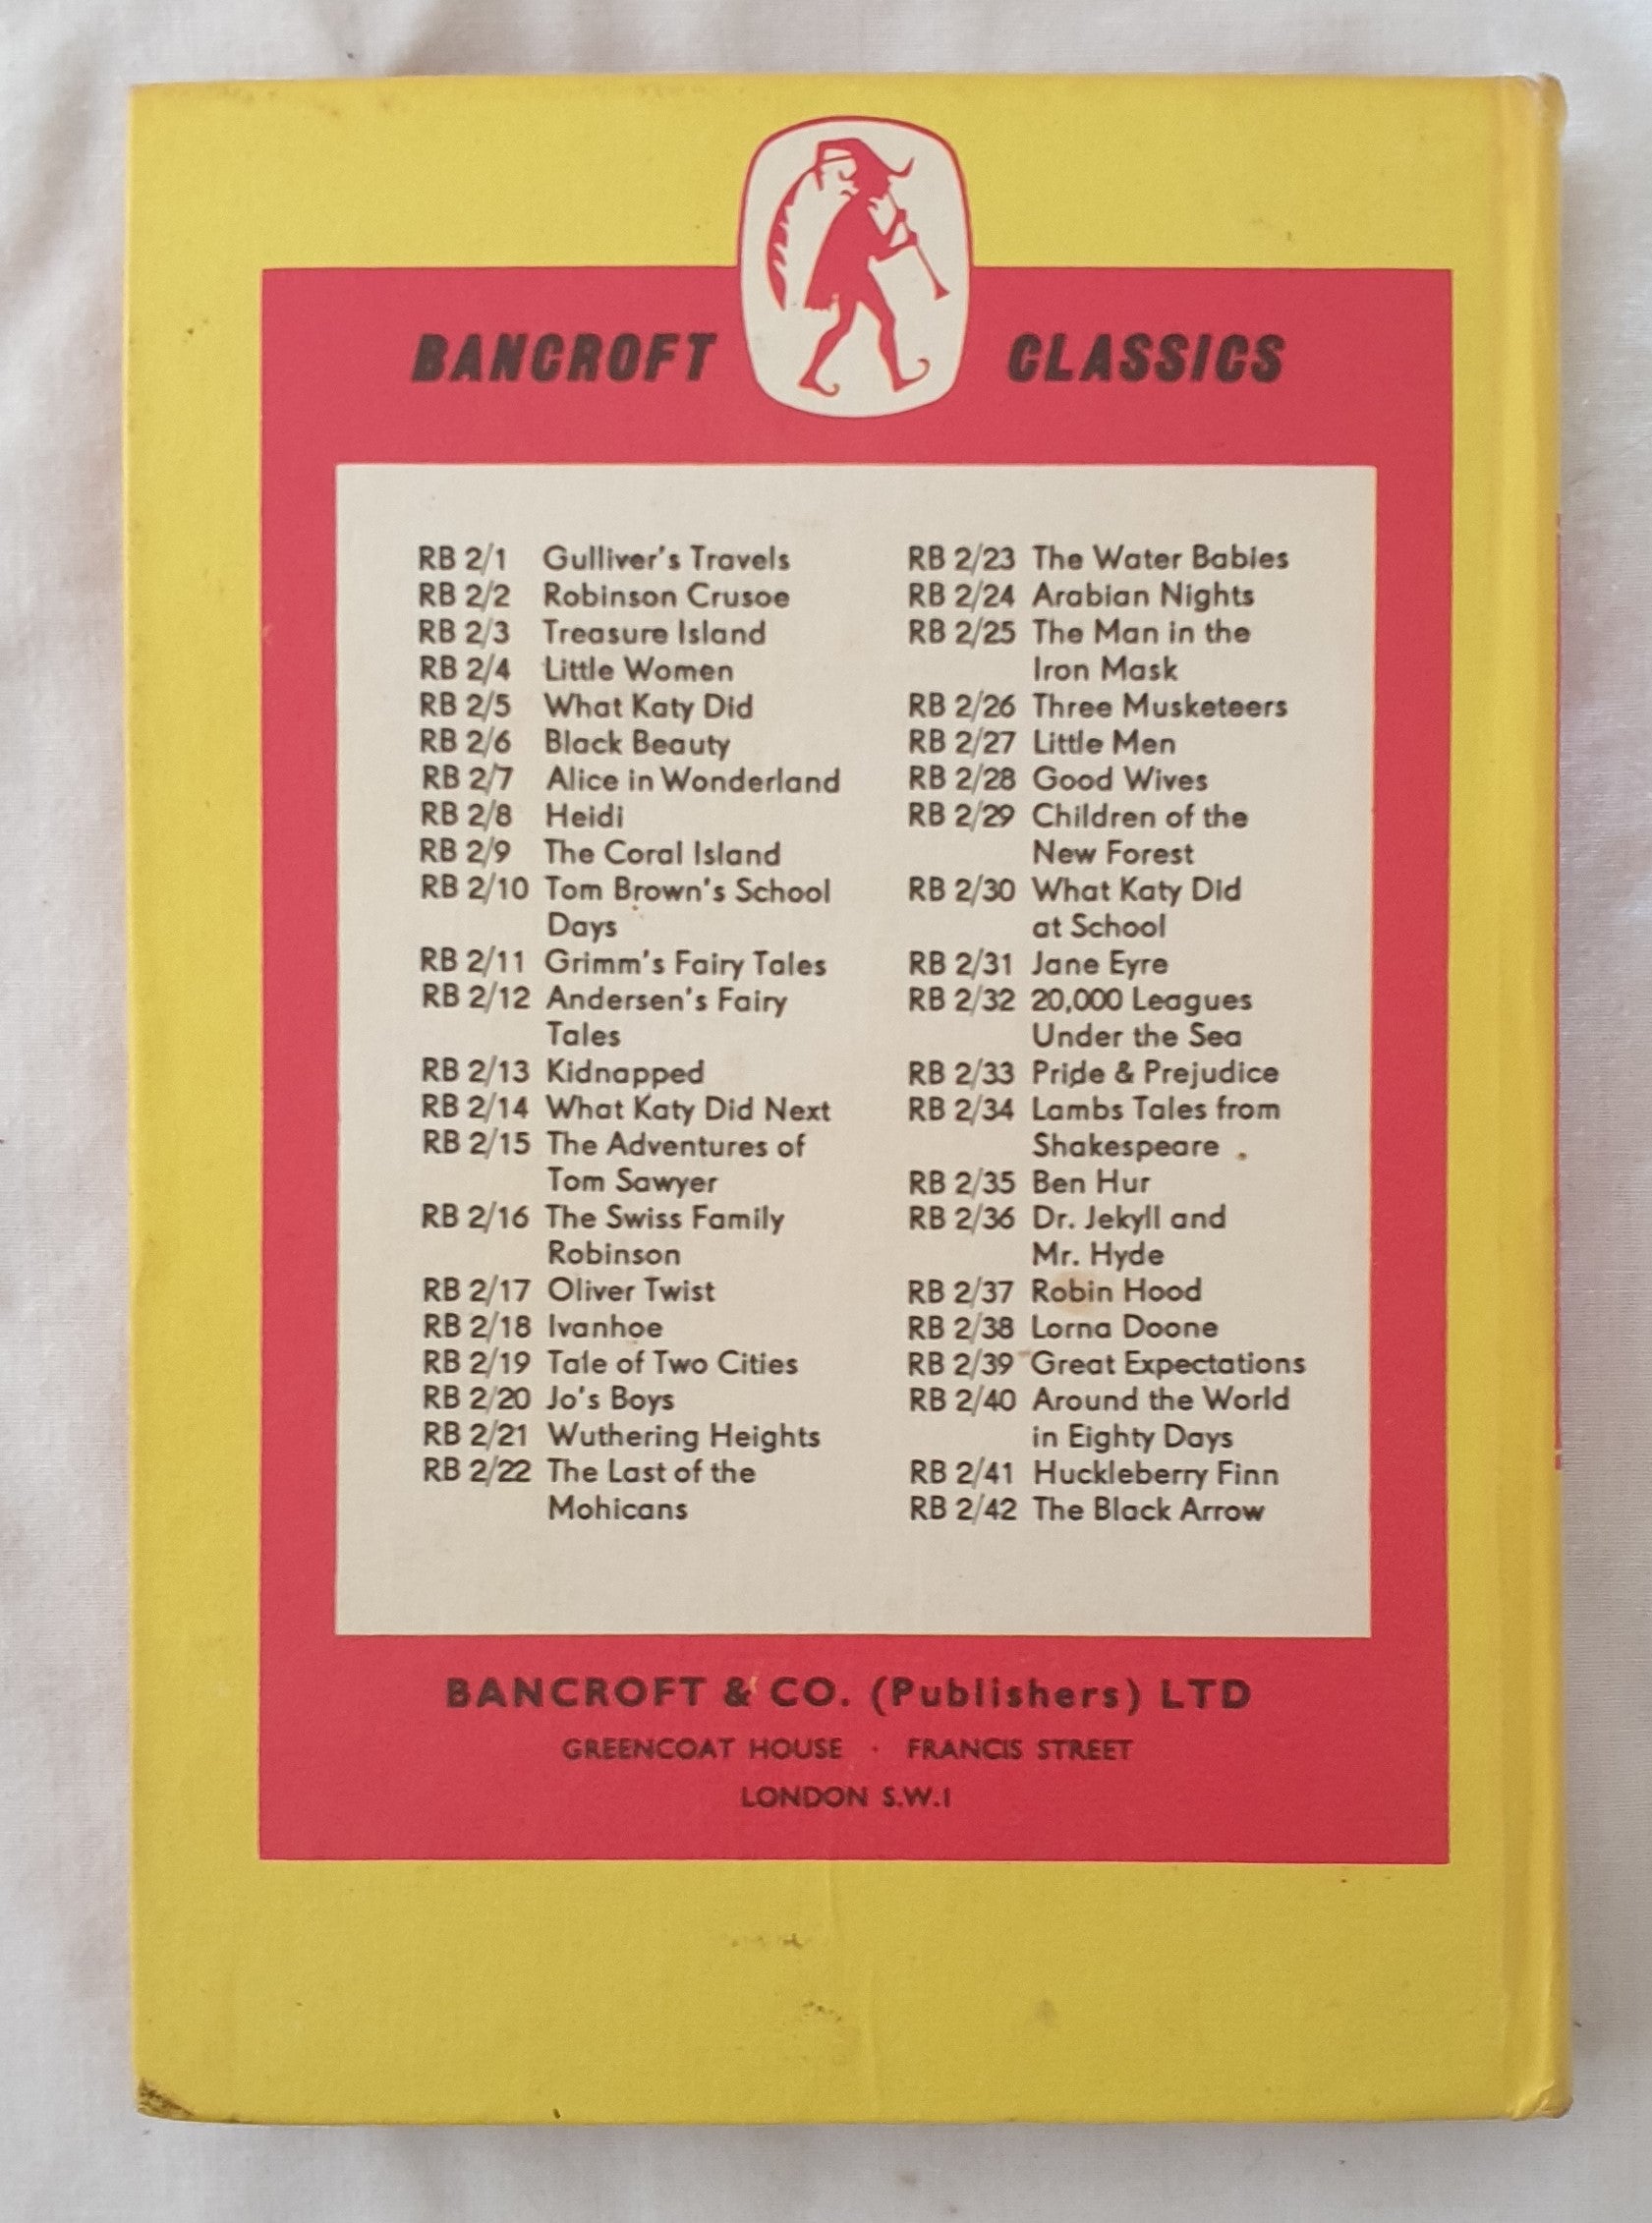 BANCROFT CLASSICS
RB 2/1 Gulliver's Travels
RB 2/2 Robinson Crusoe
RB 2/3 Treasure Island
RB 2/4 Little Women
RB 2/5 What Katy Did
RB 2/6 Black Beauty
RB 2/7 Alice in Wonderland
RB 2/8 Heidi
RB 2/9 The Coral Island
RB 2/10 Tom Brown's School
Days
RB 2/11 Grimm's Fairy Tales
RB 2/12 Andersen's Fairy
Tales
RB 2/13 Kidnapped
RB 2/14 What Katy Did Next
RB 2/15 The Adventures of
Tom Sawyer
RB 2/16 The Swiss Family
Robinson
RB 2/17 Oliver Twist
RB 2/18 Ivanhoe
RB 2/19 Tale of Two Cities
RB 2/20 Jo's Boys
RB 2/21 Wuthering Heights
RB 2/22 The Last of the
Mohicans
RB 2/23 The Water Babies
RB 2/24 Arabian Nights
RB 2/25 The Man in the
Iron Mask
RB 2/26 Three Musketeers
RB 2/27 Little Men
RB 2/28 Good Wives
RB 2/29 Children of the
New Forest
RB 2/30 What Katy Did
at School
RB 2/31 Jane Eyre
RB 2/32 20,000 Leagues
Under the Sea
RB 2/33 Pride & Prejudice
RB 2/34 Lambs Tales from
Shakespeare
RB 2/35 Ben Hur
RB 2/36 Dr. Jekyll and
Mr. Hyde
RB 2/37 Robin Hood
RB 2/38 Lorna Doone
RB 2/39 Great Expectations
RB 2/40 Around the World
in Eighty Days
RB 2/41 Huckleberry Finn
RB 2/42 The Black Arrow
BANCROFT & CO. (Publishers) LTD
GREENCOAT HOUSE · FRANCIS STREET
LONDON S.W.1